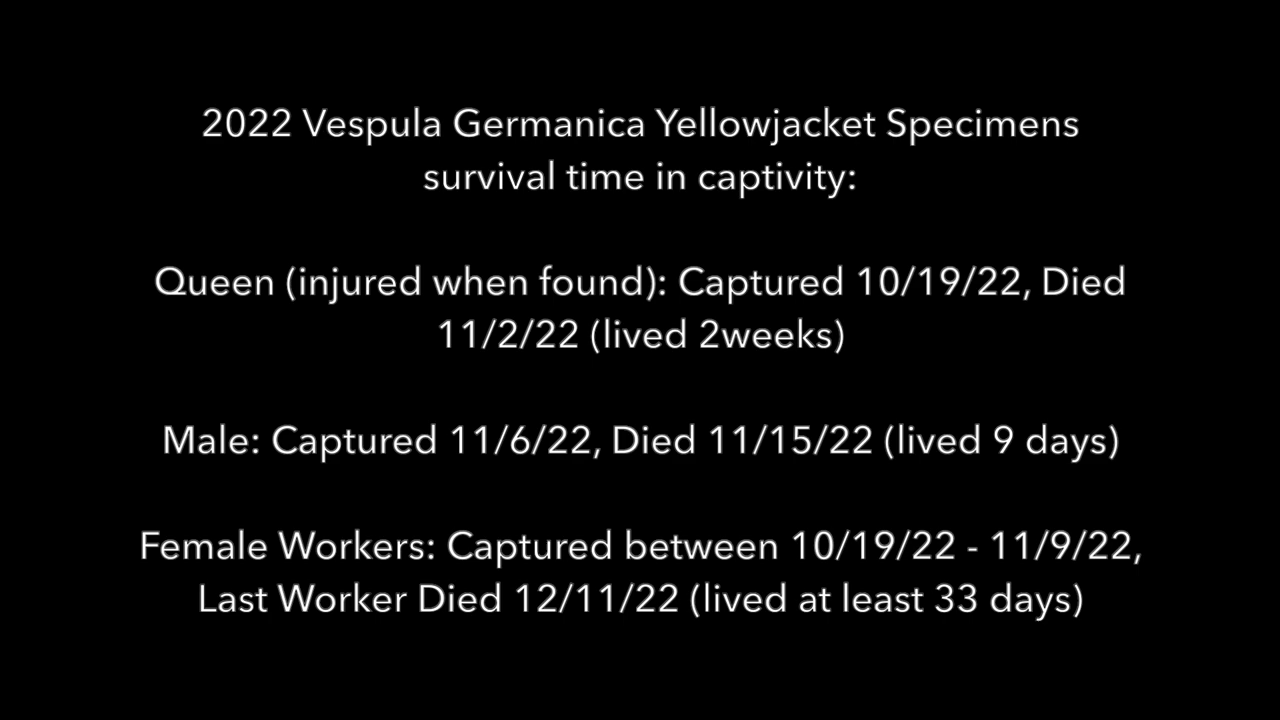 2022 Vespula Germanica Yellowjacket Specimens
survival time in captivity:
Queen (injured when found): Captured 10/19/22, Died
11/2/22 (lived 2weeks)
Male: Captured 11/6/22, Died 11/15/22 (lived 9 days)
Female Workers: Captured between 10/19/22 - 11/9/22,
Last Worker Died 12/11/22 (lived at least 33 days)